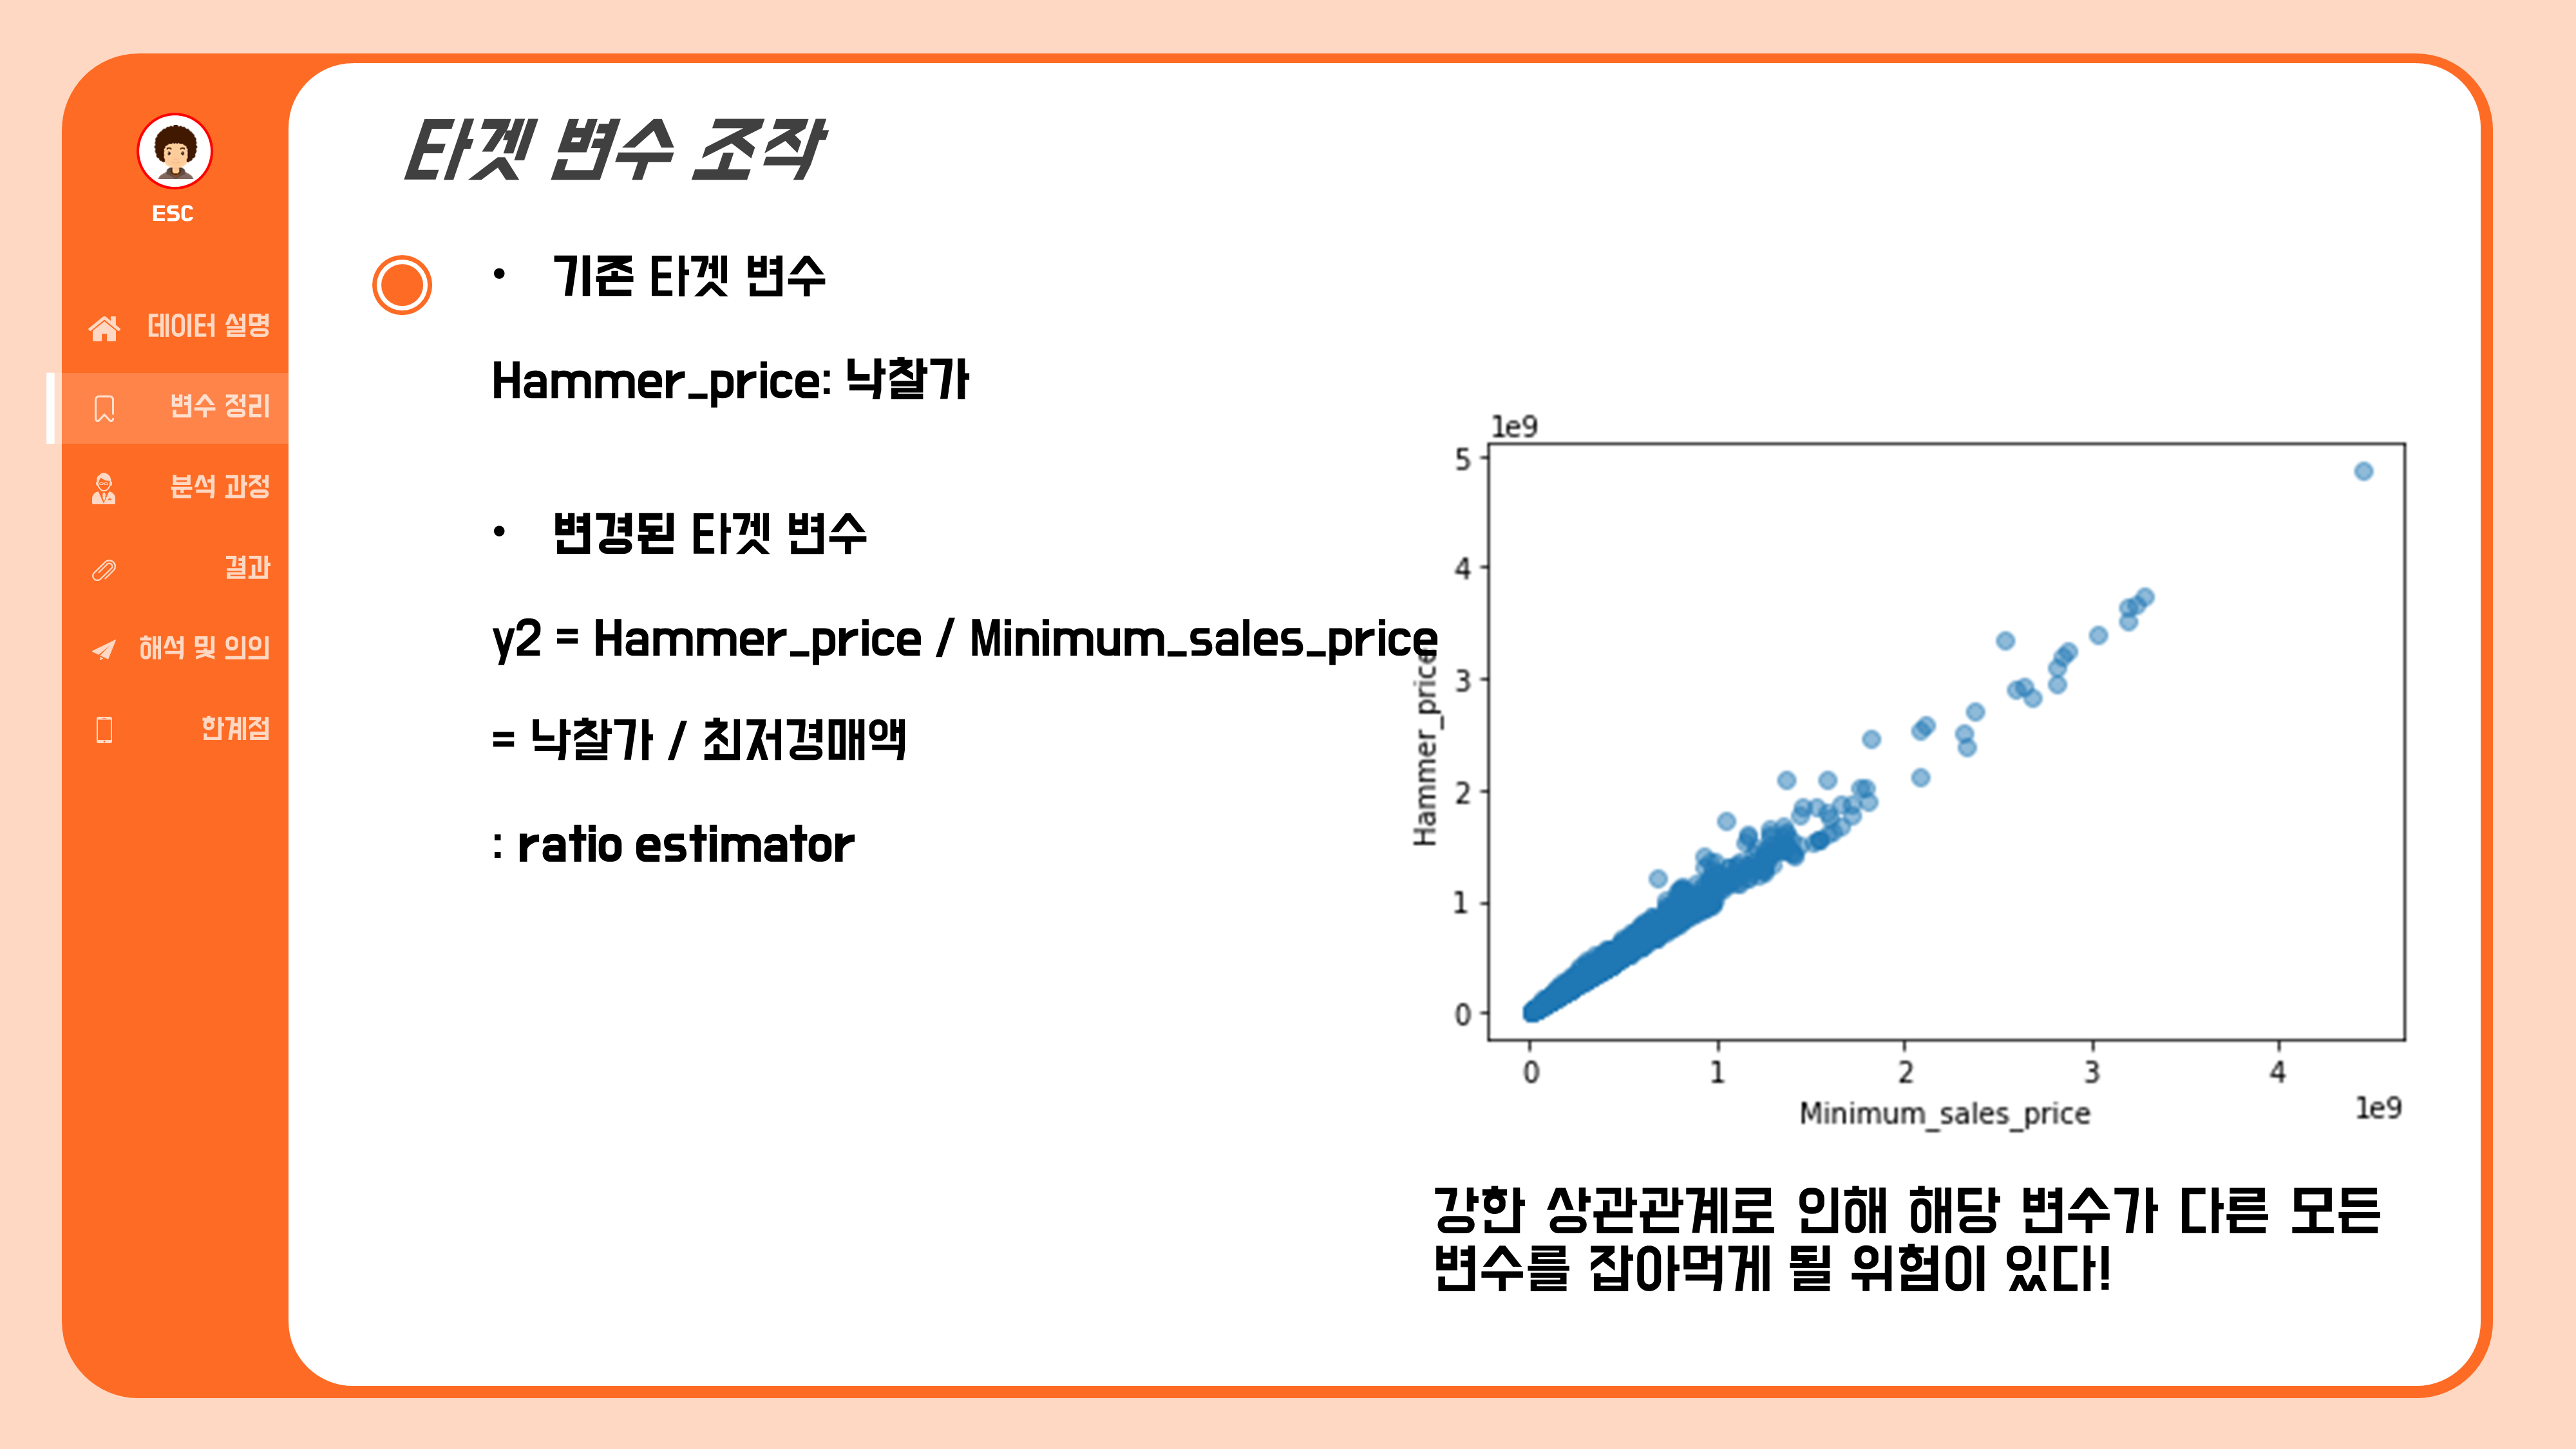 ESC
데이터 설명
변수 정리
분석 과정
결과
해석 및 의의
한계점
타겟 변수 조작
• 기존 타겟 변수
Hammer_price: 낙찰가
• 변경된 타겟 변수
y2 = Hammer_price / Minimum_sales_price
= 낙찰가 / 최저경매액
: ratio estimator
1e9
5
4
3
2
1
0
Hammer_price
0 1 2 3 4
Minimum_sales_price
1e9
강한 상관관계로 인해 해당 변수가 다른 모든
변수를 잡아먹게 될 위험이 있다!